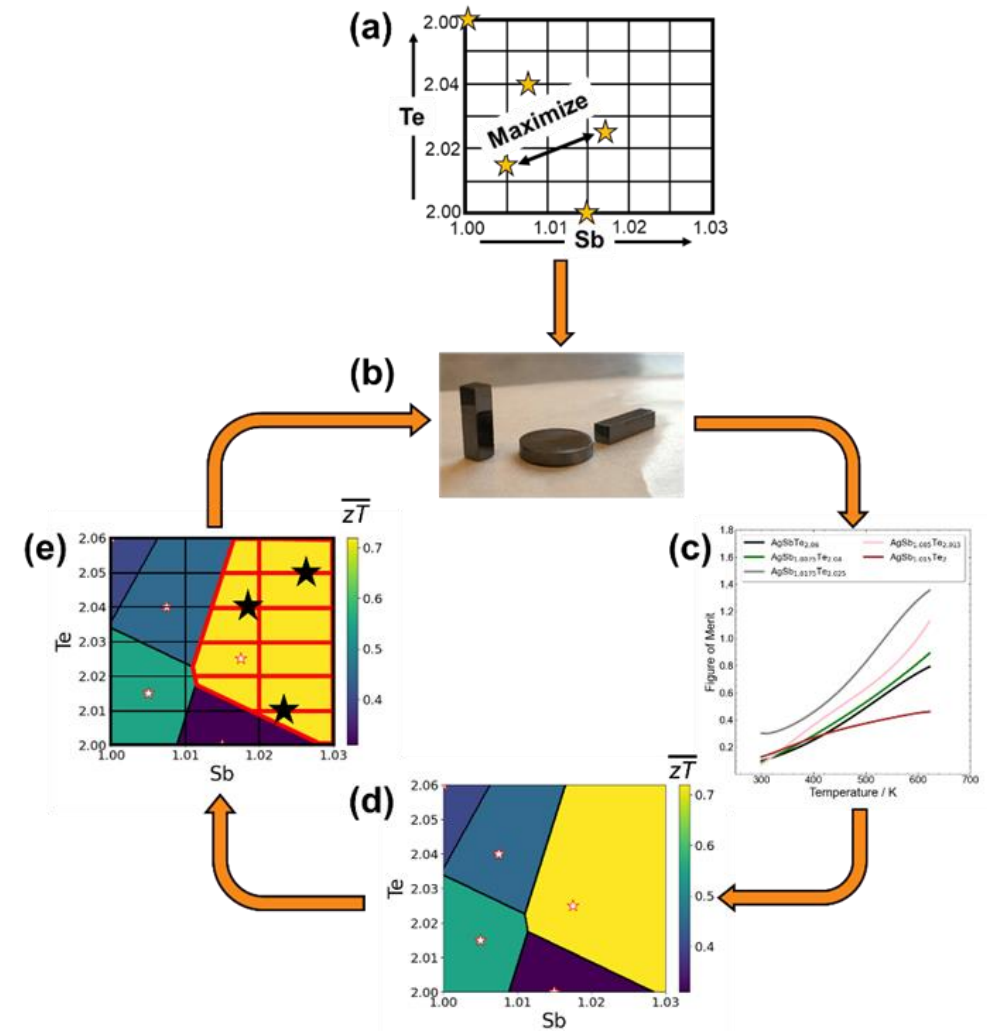 (a)
2.00
2.04
Te
Maximize
2.02
2.00
1.00 1.01 1.02 1.03
Sb
(b)
(e)
zT
2.06
2.05
2.04
Te
2.03
2.02
2.01
2.00
1.00 1.01 1.02 1.03
Sb
0.7
0.6
0.5
0.4
(c)
1.8
1.6
1.4
1.2
1.0
0.8
0.6
0.4
0.2
Figure of Merit
AgSbTe2.06
AgSb1.0075Te2.04
AgSb1.0175Te2.025
AgSb1.005Te2.015
AgSb1.015Te2
300 400 500 600 700
Temperature / K
(d)
zT
2.06
2.05
2.04
Te
2.03
2.02
2.01
2.00
1.00 1.01 1.02 1.03
Sb
0.7
0.6
0.5
0.4